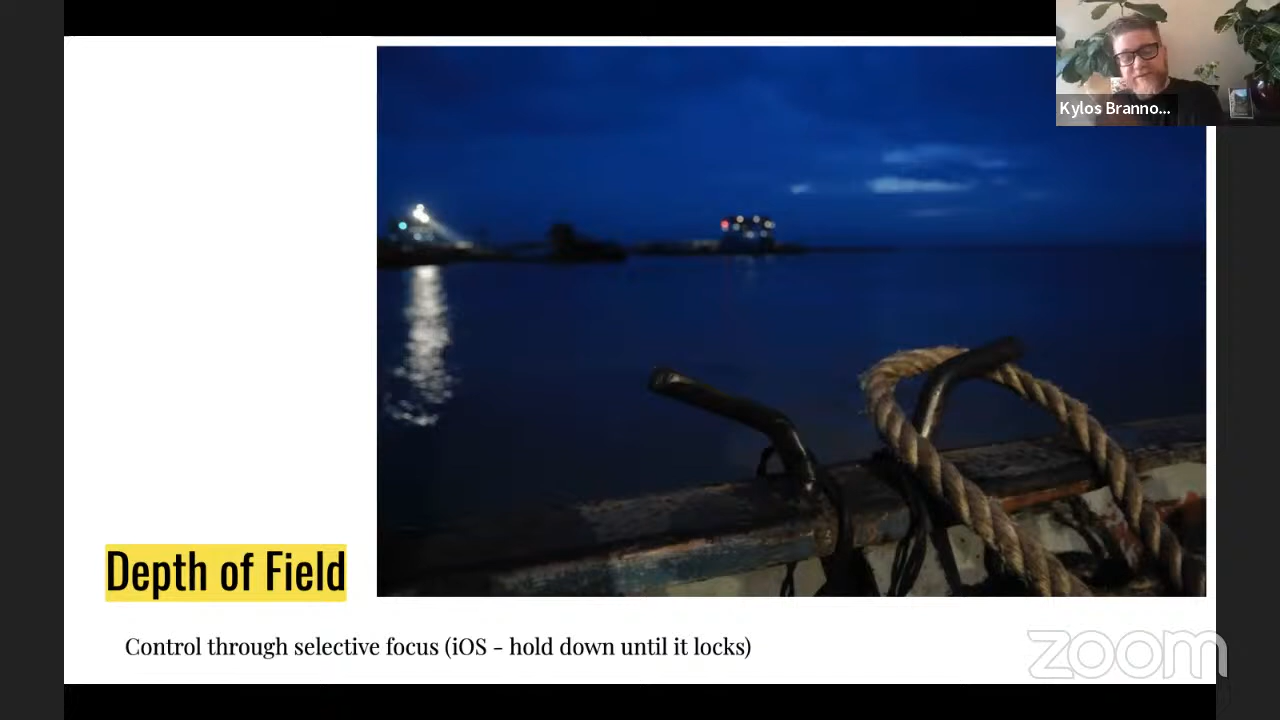 Kylos Branno...
Depth of Field
Control through selective focus (iOS - hold down until it locks)
zoom